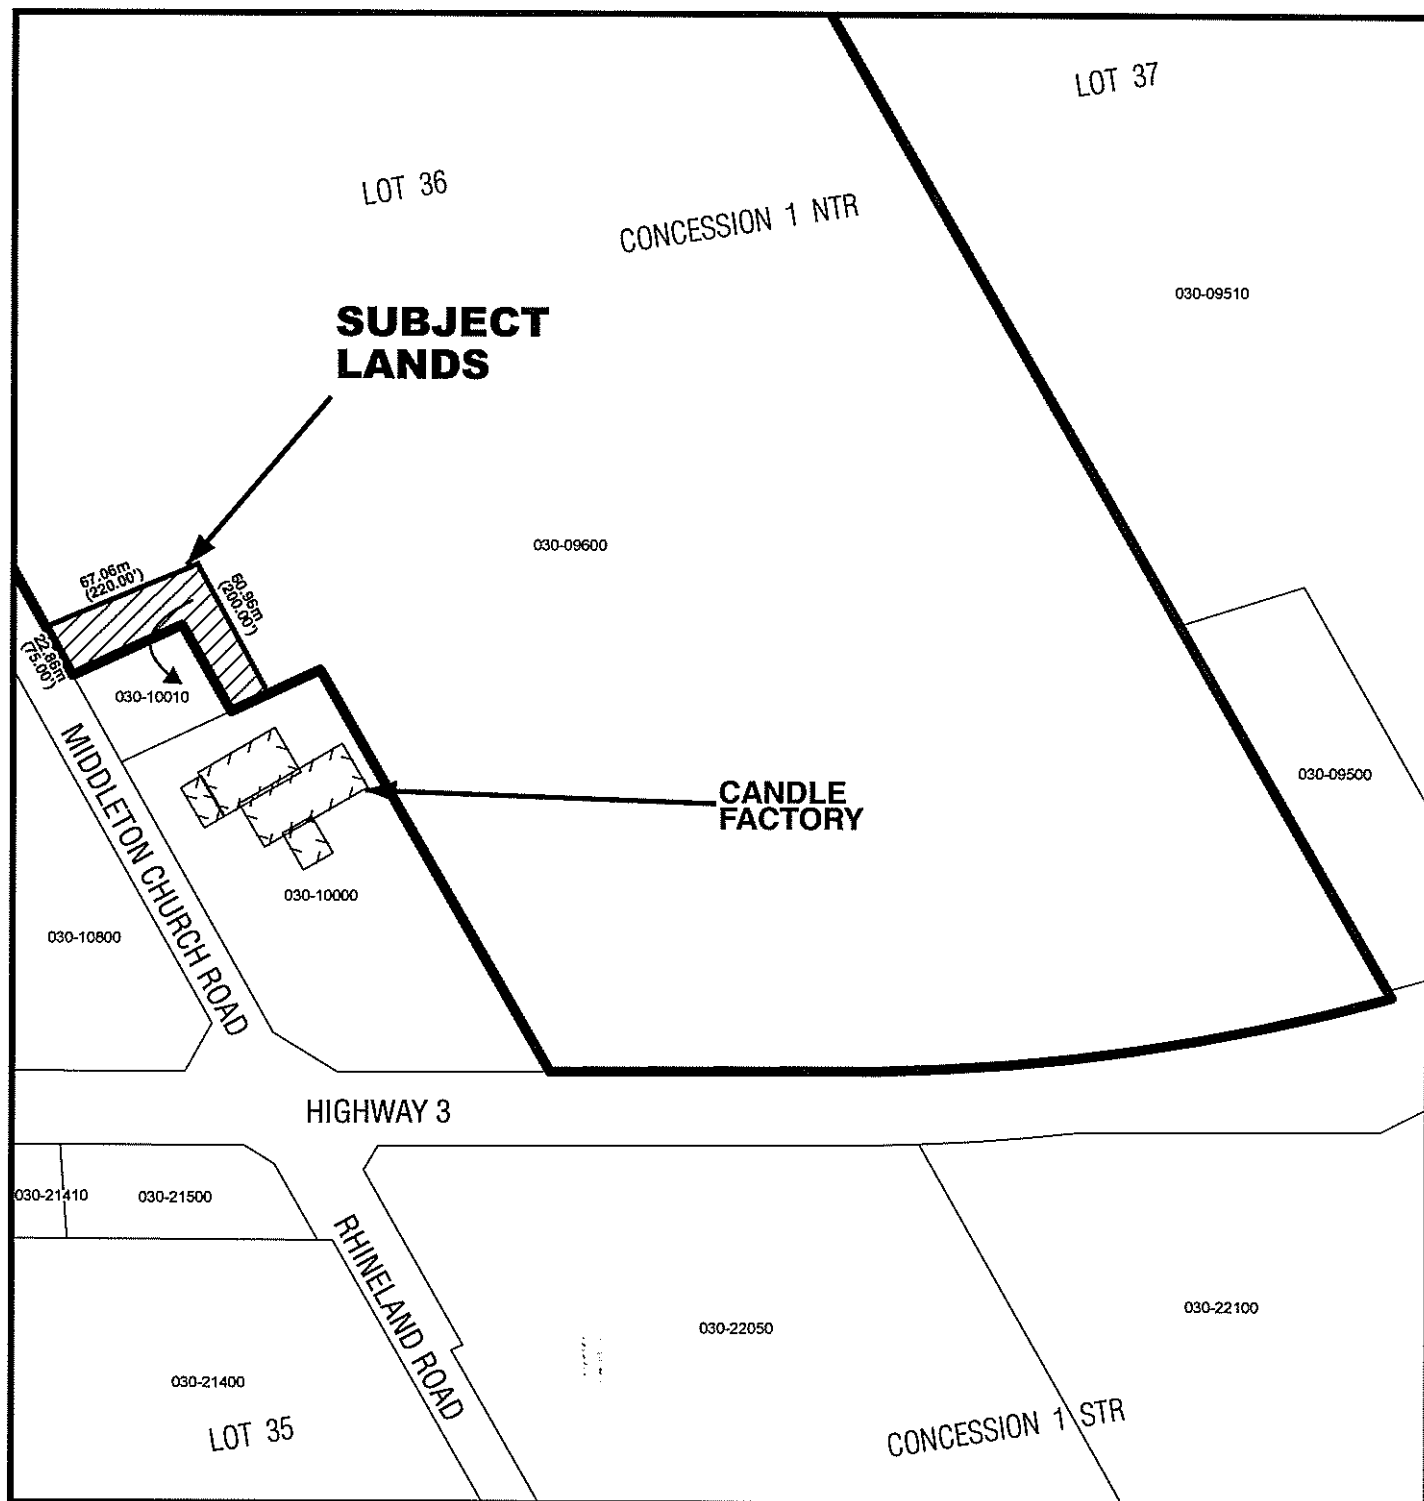 LOT 37
LOT 36
CONCESSION 1 NTR
030-09510
SUBJECT
LANDS
030-09600
67.06m
(220.00')
60.96m
(200.00')
22.86m
(75.00')
030-10010
MIDDLETON CHURCH ROAD
030-09500
CANDLE
FACTORY
030-10000
030-10800
HIGHWAY 3
030-21410
030-21500
RHINELAND ROAD
030-22050
030-22100
030-21400
LOT 35
CONCESSION 1 STR